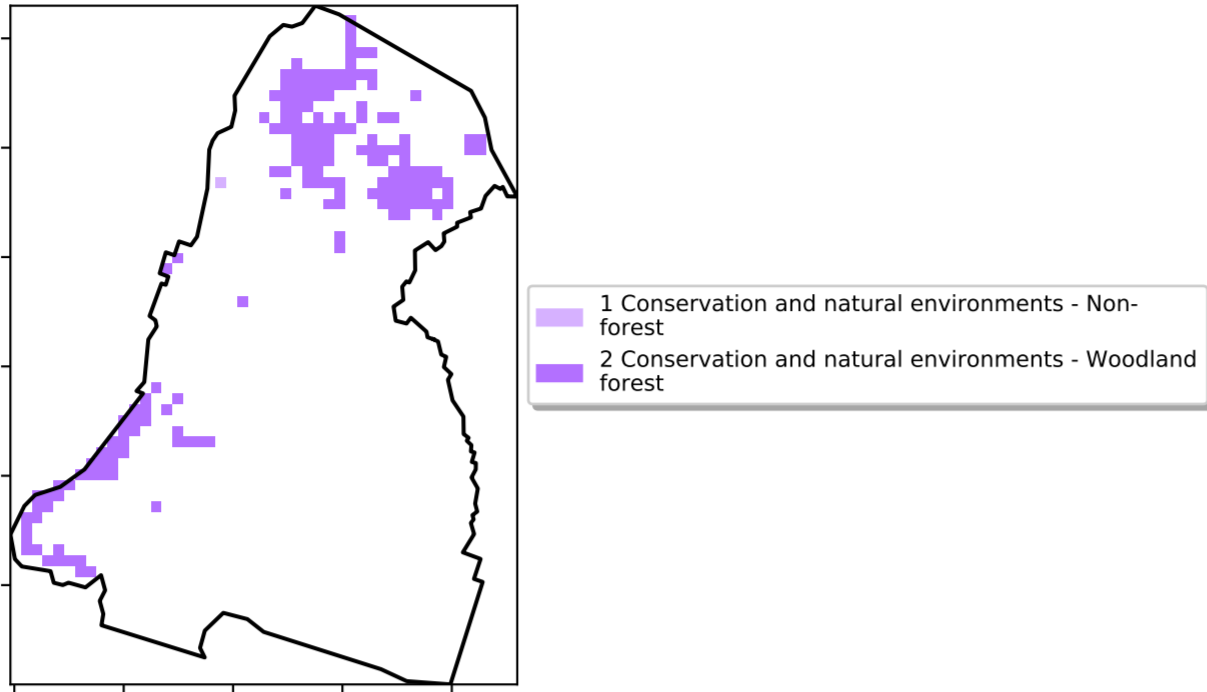 1 Conservation and natural environments - Non-
forest
2 Conservation and natural environments - Woodland
forest